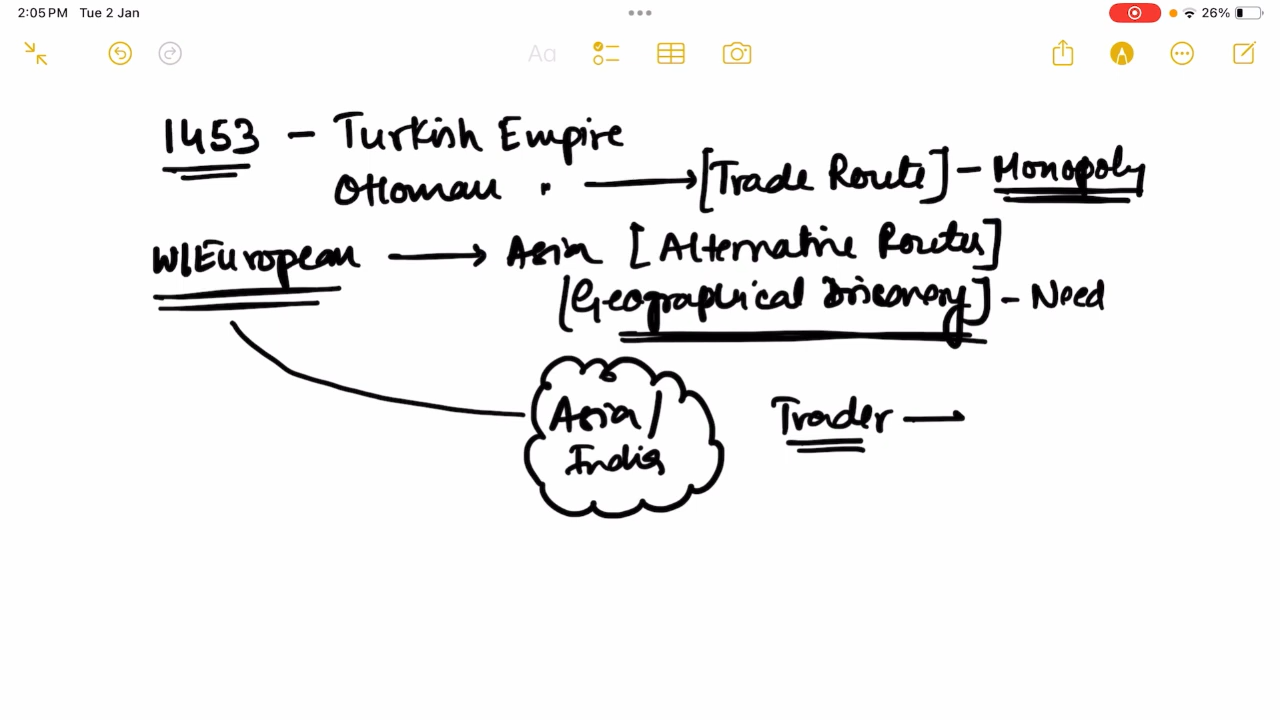 2:05 PM Tue 2 Jan
26%
Aa
1453 - Turkish Empire
Ottoman → [Trade Route] - Monopoly
W/European → Asia [Alternative Routes]
[Geographical Discovery] - Need
Asia/
India
Trader →